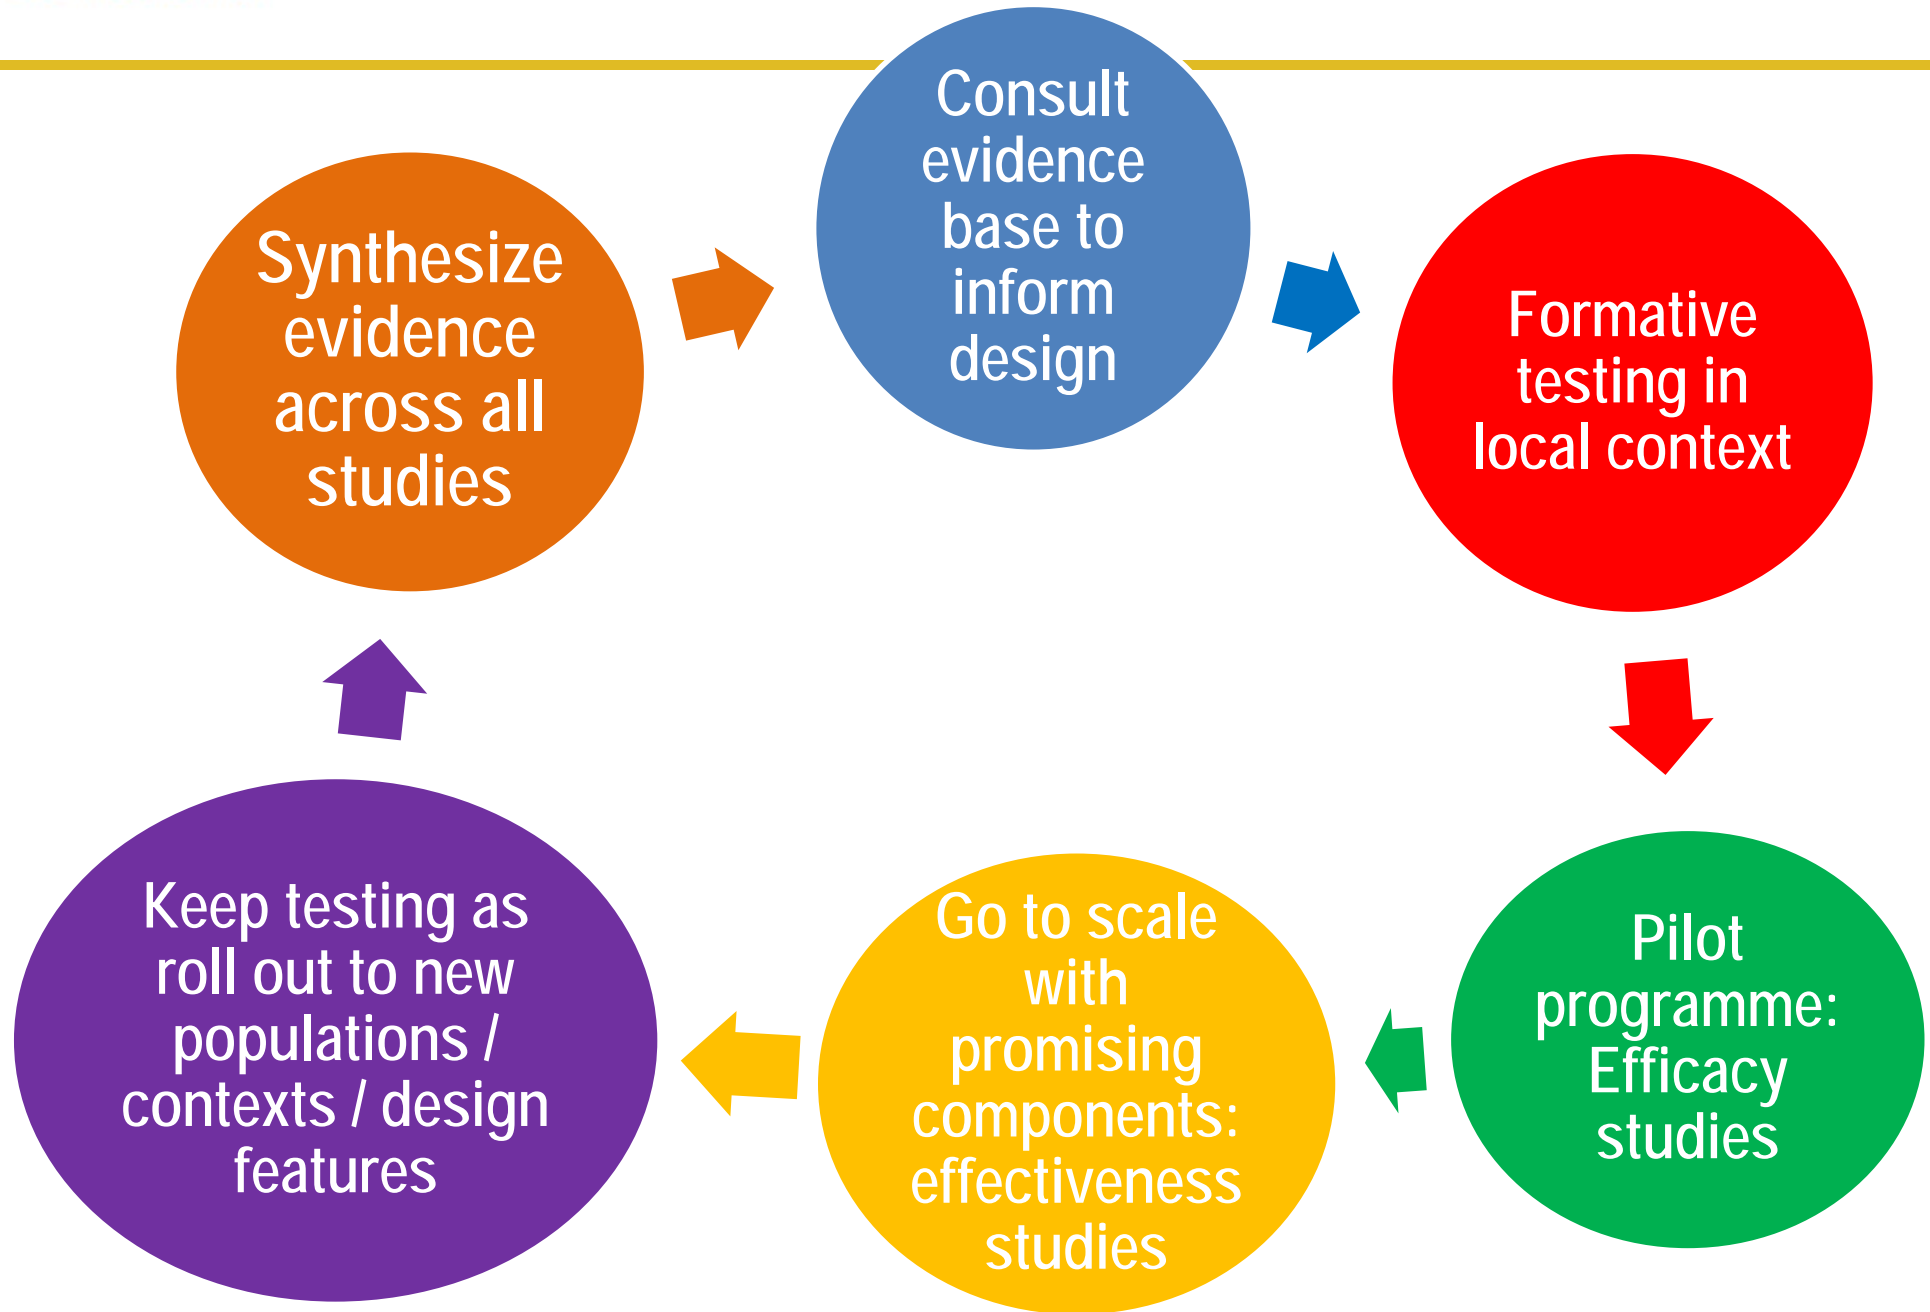 Consult
evidence
base to
inform
design
Formative
testing in
local context
Pilot
programme:
Efficacy
studies
Go to scale
with
promising
components:
effectiveness
studies
Keep testing as
roll out to new
populations /
contexts / design
features
Synthesize
evidence
across all
studies